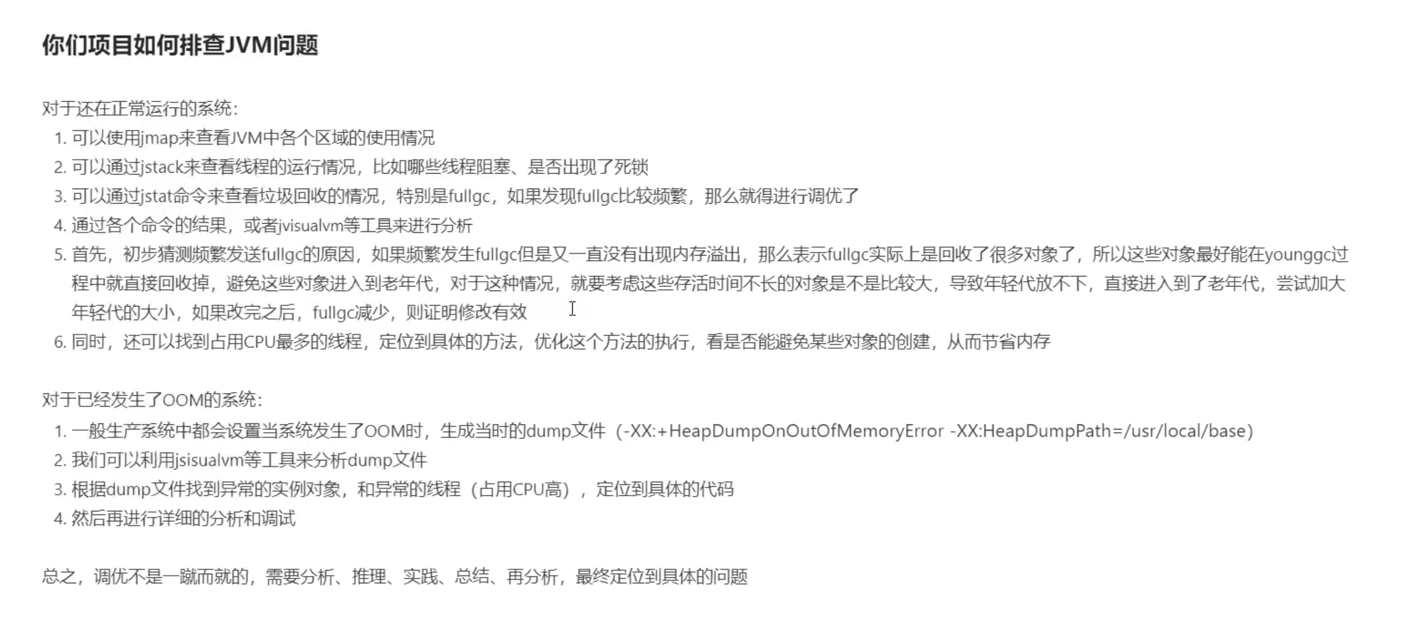 你们项目如何排查JVM问题
对于还在正常运行的系统：
1. 可以使用jmap来查看JVM中各个区域的使用情况
2. 可以通过jstack来查看线程的运行情况，比如哪些线程阻塞、是否出现了死锁
3. 可以通过jstat命令来查看垃圾回收的情况，特别是fullgc，如果发现fullgc比较频繁，那么就得进行调优了
4. 通过各个命令的结果，或者jvisualvm等工具来进行分析
5. 首先，初步猜测频繁发送fullgc的原因，如果频繁发生fullgc但是又一直没有出现内存溢出，那么表示fullgc实际上是回收了很多对象了，所以这些对象最好能在younggc过
程中就直接回收掉，避免这些对象进入到老年代，对于这种情况，就要考虑这些存活时间不长的对象是不是比较大，导致年轻代放不下，直接进入到了老年代，尝试加大
年轻代的大小，如果改完之后，fullgc减少，则证明修改有效
6. 同时，还可以找到占用CPU最多的线程，定位到具体的方法，优化这个方法的执行，看是否能避免某些对象的创建，从而节省内存
对于已经发生了OOM的系统：
1. 一般生产系统中都会设置当系统发生了OOM时，生成当时的dump文件（-XX:+HeapDumpOnOutOfMemoryError -XX:HeapDumpPath=/usr/local/base）
2. 我们可以利用jsisualvm等工具来分析dump文件
3. 根据dump文件找到异常的实例对象，和异常的线程（占用CPU高），定位到具体的代码
4. 然后再进行详细的分析和调试
总之，调优不是一蹴而就的，需要分析、推理、实践、总结、再分析，最终定位到具体的问题